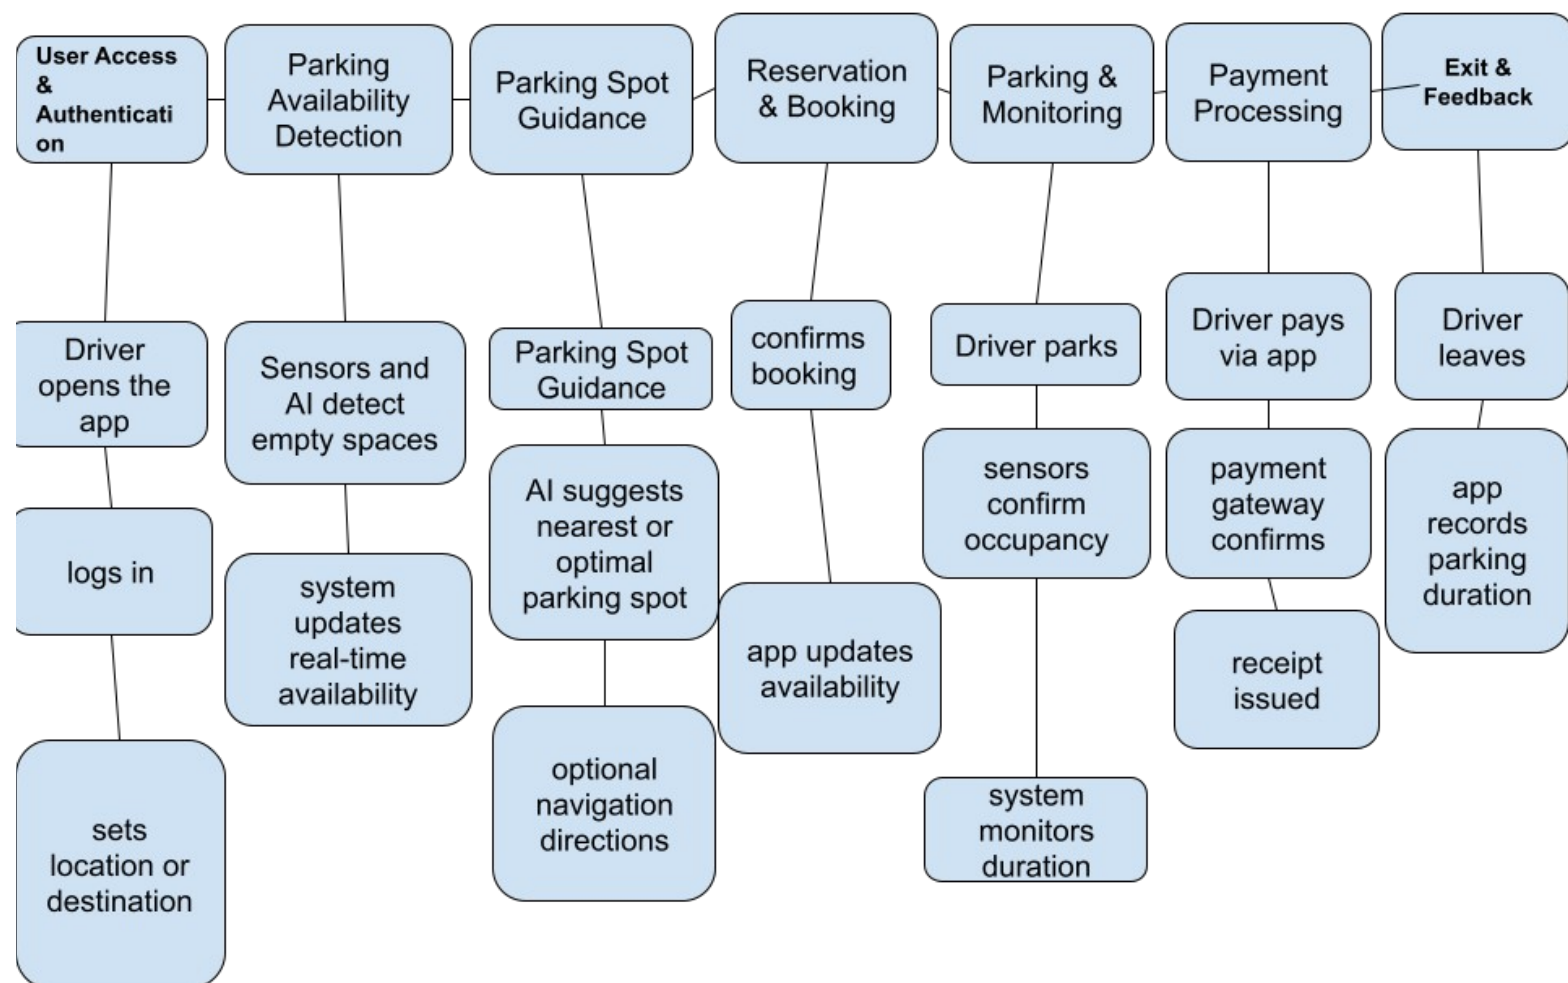 User Access
&
Authenticati
on
Parking
Availability
Detection
Parking Spot
Guidance
Reservation
& Booking
Parking &
Monitoring
Payment
Processing
Exit &
Feedback
Driver
opens the
app
logs in
sets
location or
destination
Sensors and
AI detect
empty spaces
system
updates
real-time
availability
Parking Spot
Guidance
AI suggests
nearest or
optimal
parking spot
optional
navigation
directions
confirms
booking
app updates
availability
Driver parks
sensors
confirm
occupancy
system
monitors
duration
Driver pays
via app
payment
gateway
confirms
receipt
issued
Driver
leaves
app
records
parking
duration